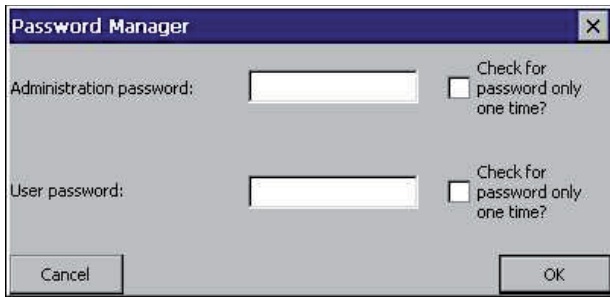 Password Manager
Administration password:
Check for
password only
one time?
User password:
Check for
password only
one time?
Cancel
OK